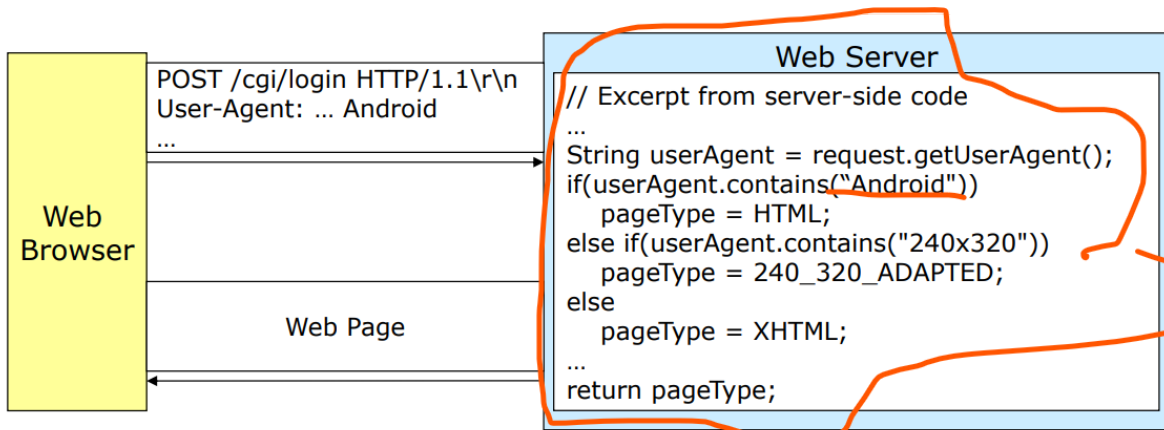 Web Browser
POST /cgi/login HTTP/1.1\r\n
User-Agent: … Android
…
Web Page
Web Server
// Excerpt from server-side code
…
String userAgent = request.getUserAgent();
if(userAgent.contains(“Android"))
pageType = HTML;
else if(userAgent.contains("240x320"))
pageType = 240_320_ADAPTED;
else
pageType = XHTML;
…
return pageType;